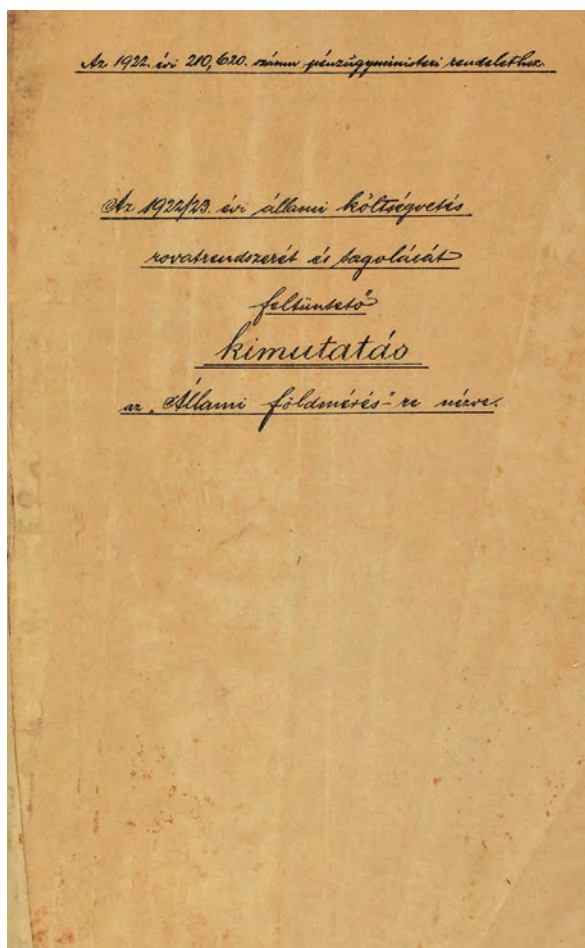 Az 1922. évi 210,620. számu pénzügyministeri rendelethez.
Az 1922/23. évi állami költségvetés
rovatrendszerét és tagolását
feltüntető
kimutatás
az „Állami földmérés"-re nézve.